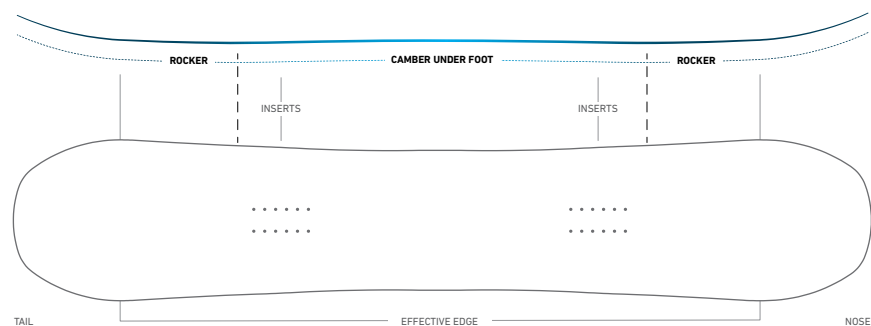 ROCKER CAMBER UNDER FOOT ROCKER
INSERTS INSERTS
TAIL EFFECTIVE EDGE NOSE